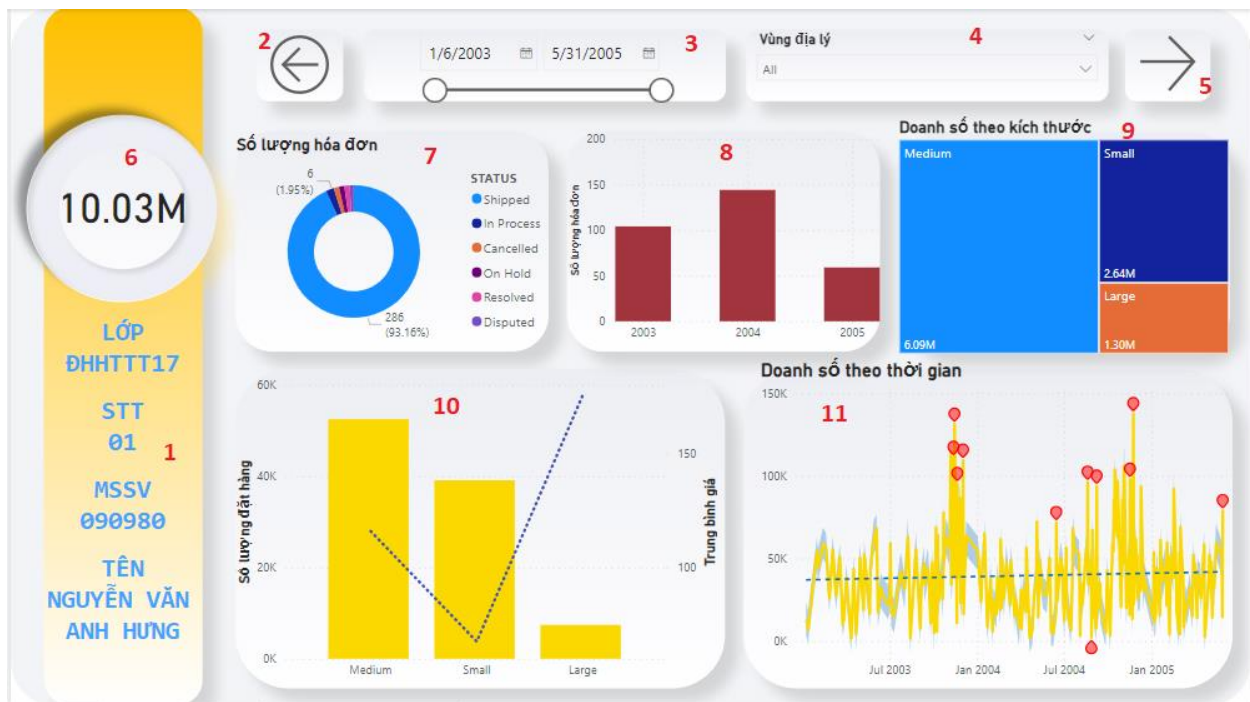 2
1/6/2003
5/31/2005
3
Vùng địa lý
4
All
5
6
10.03M
LỚP
ĐHHTTT17
STT
01
1
MSSV
090980
TÊN
NGUYỄN VĂN
ANH HƯNG
Số lượng hóa đơn
7
6
(1.95%)
286
(93.16%)
STATUS
Shipped
In Process
Cancelled
On Hold
Resolved
Disputed
8
Số lượng hóa đơn
200
150
100
50
0
2003
2004
2005
Doanh số theo kích thước
9
Medium
6.09M
Small
2.64M
Large
1.30M
10
Số lượng đặt hàng
60K
40K
20K
0K
Medium
Small
Large
150
100
Trung bình giá
Doanh số theo thời gian
11
150K
100K
50K
0K
Jul 2003
Jan 2004
Jul 2004
Jan 2005